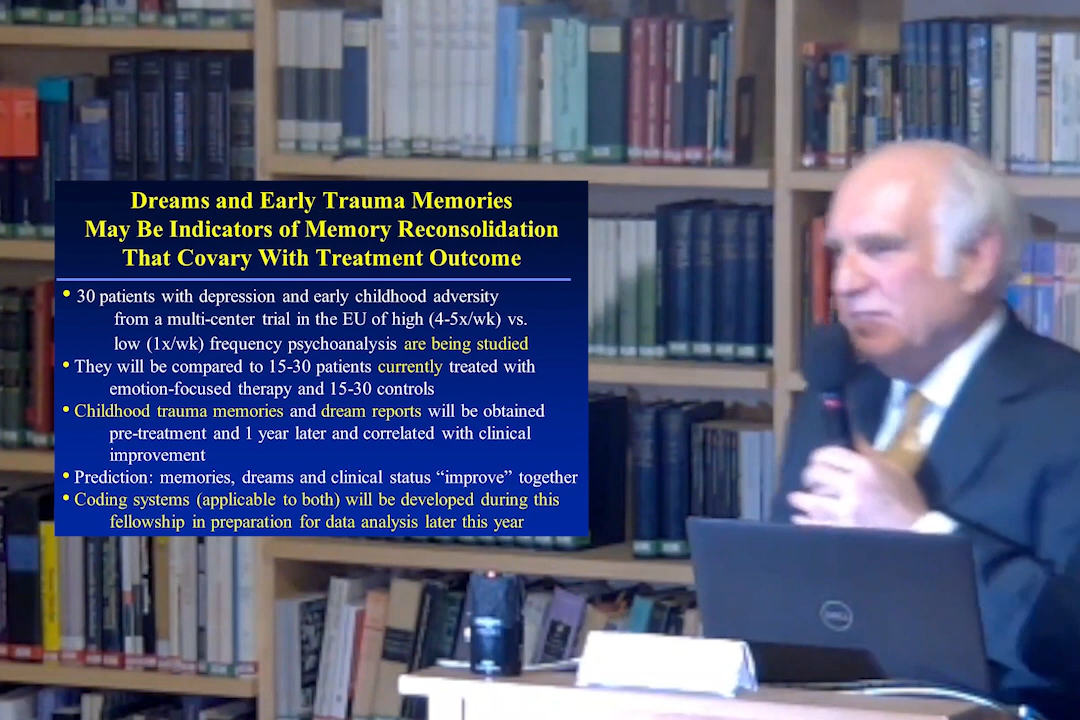 Dreams and Early Trauma Memories
May Be Indicators of Memory Reconsolidation
That Covary With Treatment Outcome
• 30 patients with depression and early childhood adversity
from a multi-center trial in the EU of high (4-5x/wk) vs.
low (1x/wk) frequency psychoanalysis are being studied
• They will be compared to 15-30 patients currently treated with
emotion-focused therapy and 15-30 controls
• Childhood trauma memories and dream reports will be obtained
pre-treatment and 1 year later and correlated with clinical
improvement
• Prediction: memories, dreams and clinical status “improve” together
• Coding systems (applicable to both) will be developed during this
fellowship in preparation for data analysis later this year
DELL